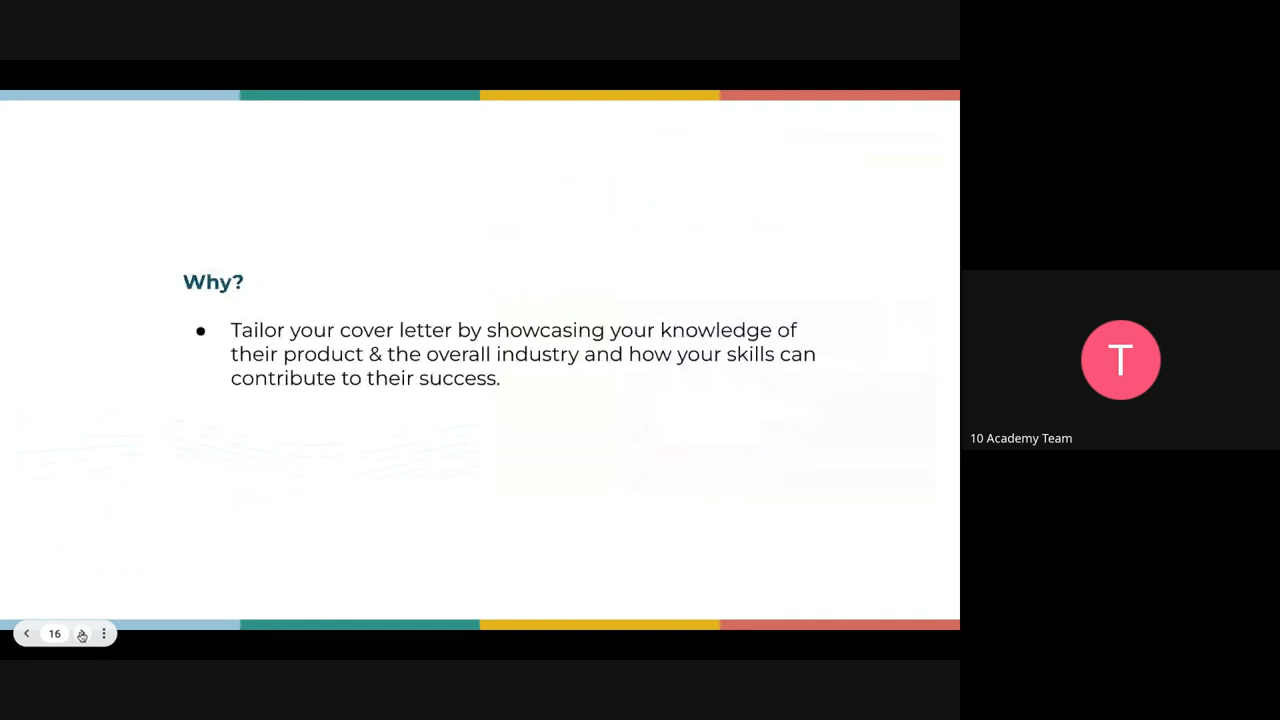 Why?
● Tailor your cover letter by showcasing your knowledge of
their product & the overall industry and how your skills can
contribute to their success.
T
10 Academy Team
16